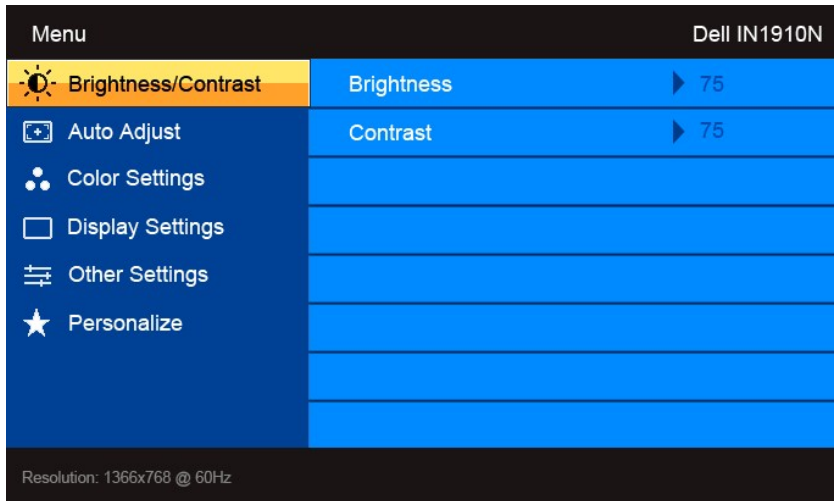 Menu Dell IN1910N
Brightness/Contrast Brightness 75
Auto Adjust Contrast 75
Color Settings
Display Settings
Other Settings
Personalize
Resolution: 1366x768 @ 60Hz